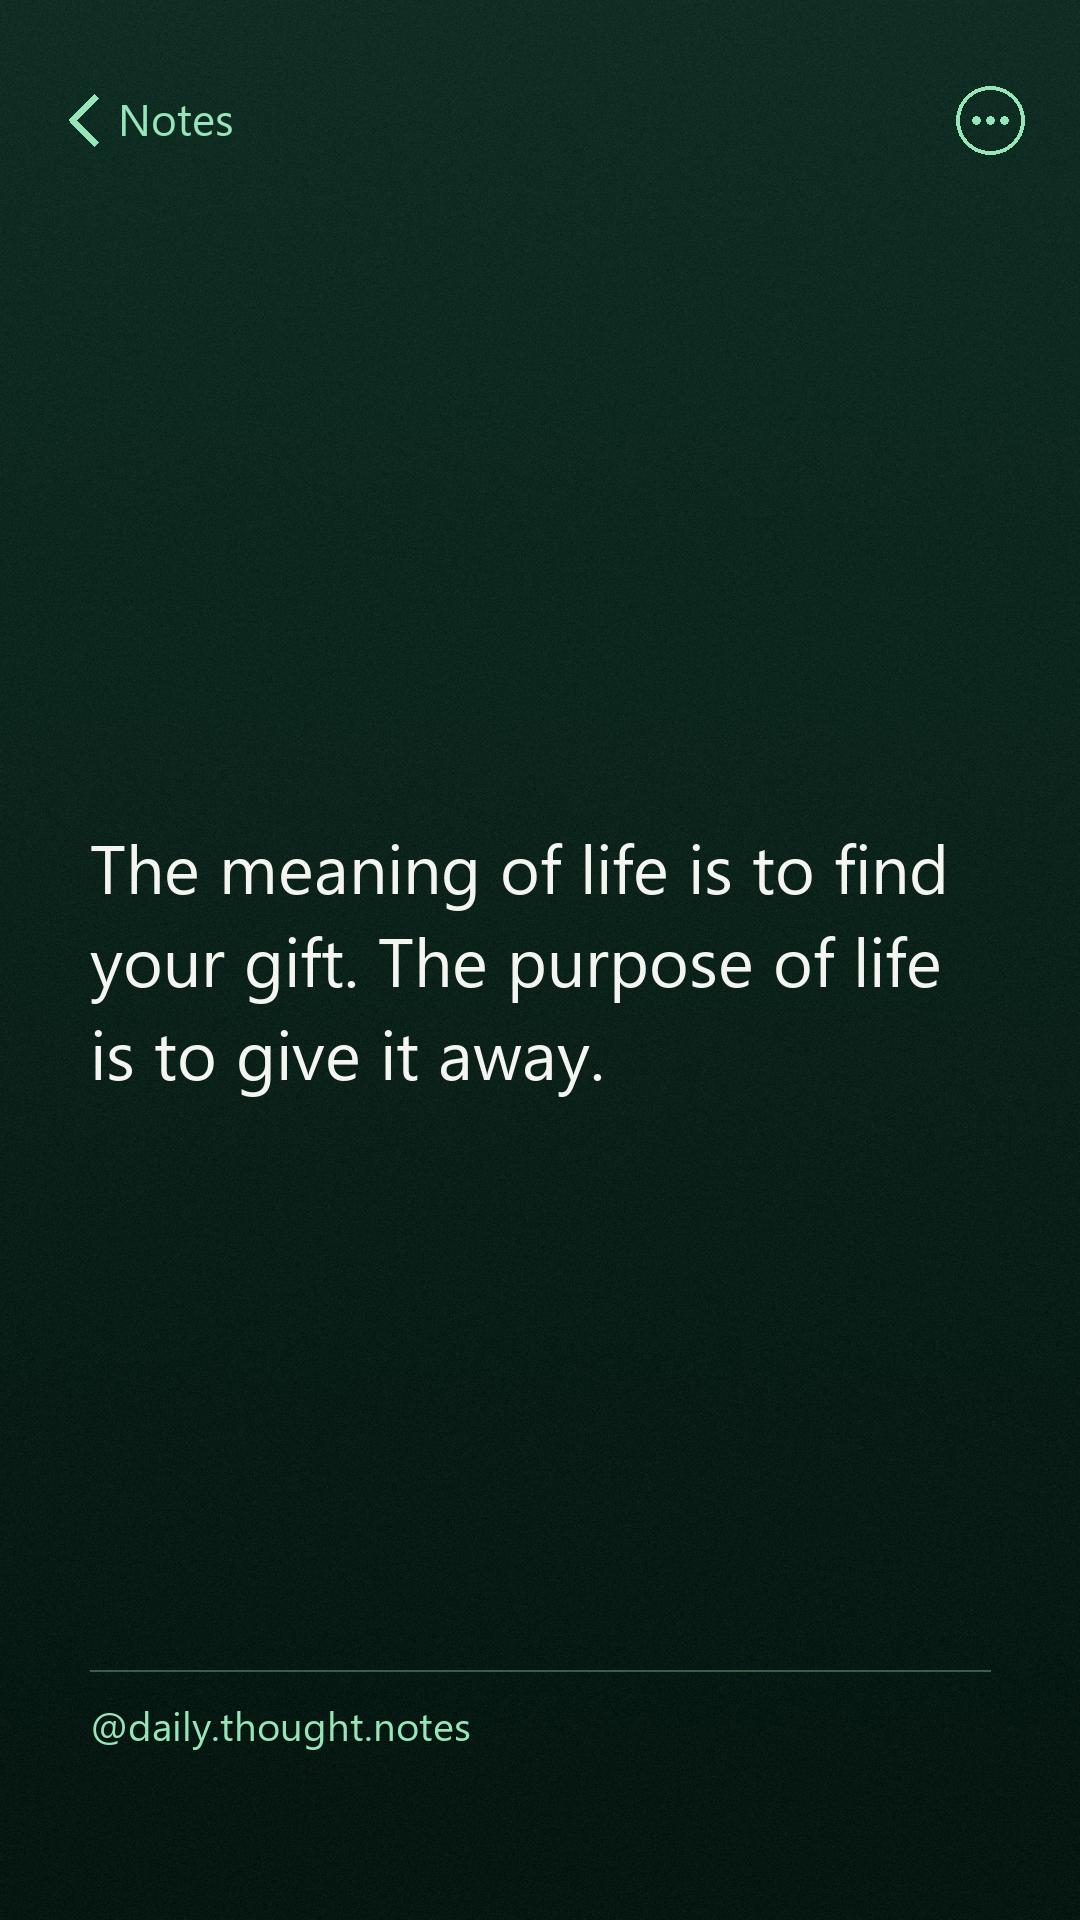 Notes
The meaning of life is to find
your gift. The purpose of life
is to give it away.
@daily.thought.notes